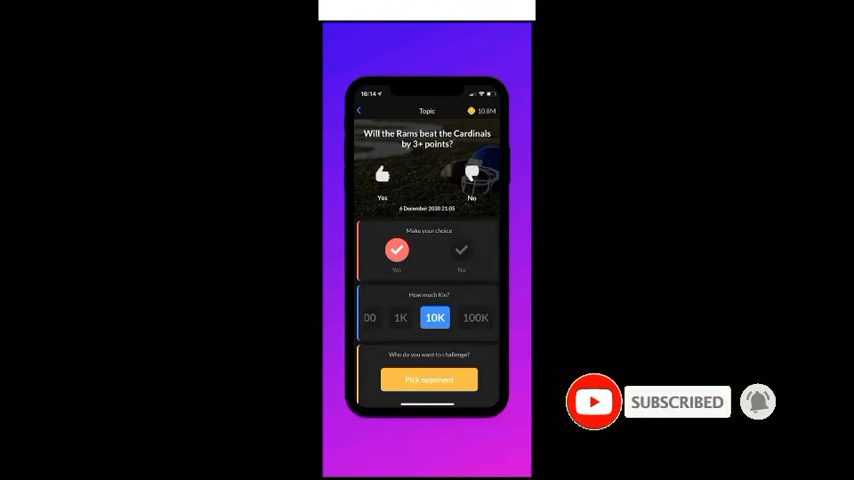 16:14
Topic
10.8M
Will the Rams beat the Cardinals
by 3+ points?
Yes
No
6 December 2020 21:05
Make your choice
Yes
No
How much Kin?
00
1K
10K
100K
Who do you want to challenge?
Pick opponent
SUBSCRIBED